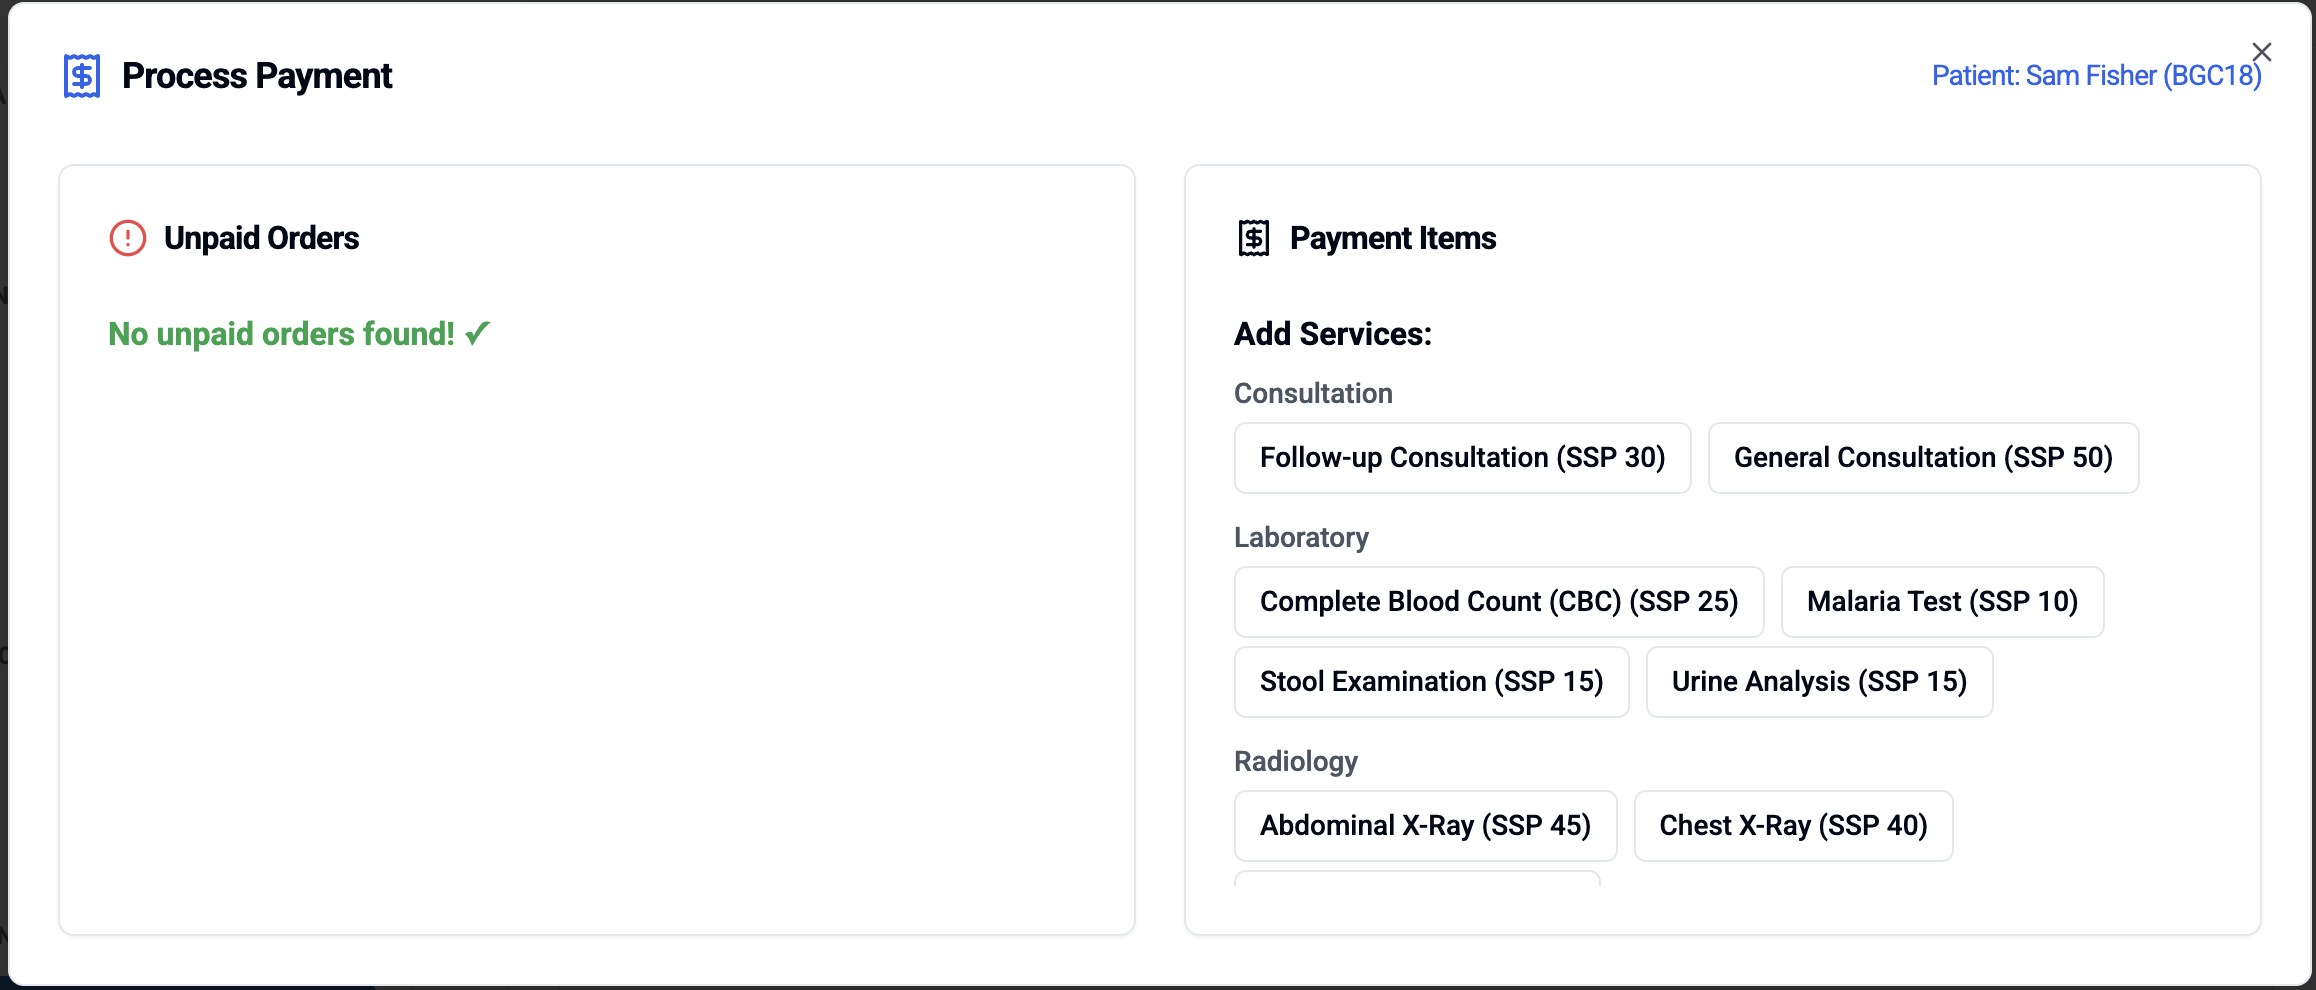 Process Payment
Patient: Sam Fisher (BGC18)
Unpaid Orders
No unpaid orders found! ✓
Payment Items
Add Services:
Consultation
Follow-up Consultation (SSP 30)
General Consultation (SSP 50)
Laboratory
Complete Blood Count (CBC) (SSP 25)
Malaria Test (SSP 10)
Stool Examination (SSP 15)
Urine Analysis (SSP 15)
Radiology
Abdominal X-Ray (SSP 45)
Chest X-Ray (SSP 40)